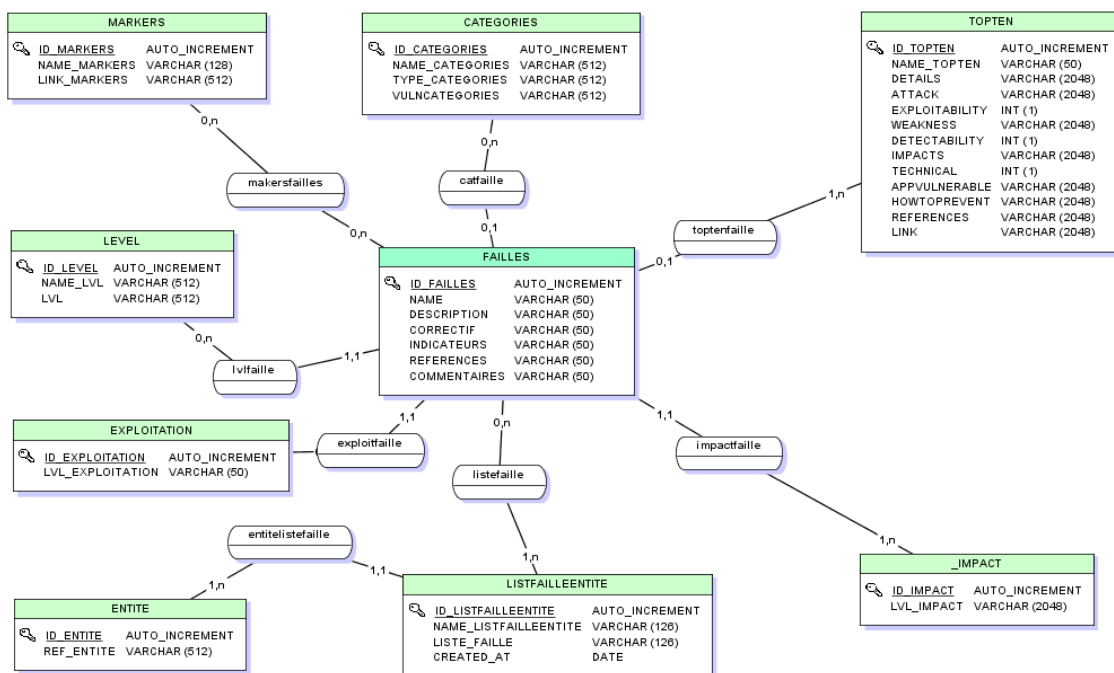 MARKERS
ID_MARKERS AUTO_INCREMENT
NAME_MARKERS VARCHAR (128)
LINK_MARKERS VARCHAR (512)
CATEGORIES
ID_CATEGORIES AUTO_INCREMENT
NAME_CATEGORIES VARCHAR (512)
TYPE_CATEGORIES VARCHAR (512)
VULNCATEGORIES VARCHAR (512)
TOPTEN
ID_TOPTEN AUTO_INCREMENT
NAME_TOPTEN VARCHAR (50)
DETAILS VARCHAR (2048)
ATTACK VARCHAR (2048)
EXPLOITABILITY INT (1)
WEAKNESS VARCHAR (2048)
DETECTABILITY INT (1)
IMPACTS VARCHAR (2048)
TECHNICAL INT (1)
APPVULNERABLE VARCHAR (2048)
HOWTOPREVENT VARCHAR (2048)
REFERENCES VARCHAR (2048)
LINK VARCHAR (2048)
0,n
0,n
makersfailles
catfaille
1,n
toptenfaille
0,n
0,1
0,1
LEVEL
ID_LEVEL AUTO_INCREMENT
NAME_LVL VARCHAR (512)
LVL VARCHAR (512)
FAILLES
ID_FAILLES AUTO_INCREMENT
NAME VARCHAR (50)
DESCRIPTION VARCHAR (50)
CORRECTIF VARCHAR (50)
INDICATEURS VARCHAR (50)
REFERENCES VARCHAR (50)
COMMENTAIRES VARCHAR (50)
0,n
1,1
lvlfaille
1,1
0,n
1,1
EXPLOITATION
ID_EXPLOITATION AUTO_INCREMENT
LVL_EXPLOITATION VARCHAR (50)
exploitfaille
impactfaille
listefaille
entitelistefaille
1,n
1,1
1,n
1,n
ENTITE
ID_ENTITE AUTO_INCREMENT
REF_ENTITE VARCHAR (512)
LISTFAILLEENTITE
ID_LISTFAILLEENTITE AUTO_INCREMENT
NAME_LISTFAILLEENTITE VARCHAR (126)
LISTE_FAILLE VARCHAR (126)
CREATED_AT DATE
_IMPACT
ID_IMPACT AUTO_INCREMENT
LVL_IMPACT VARCHAR (2048)